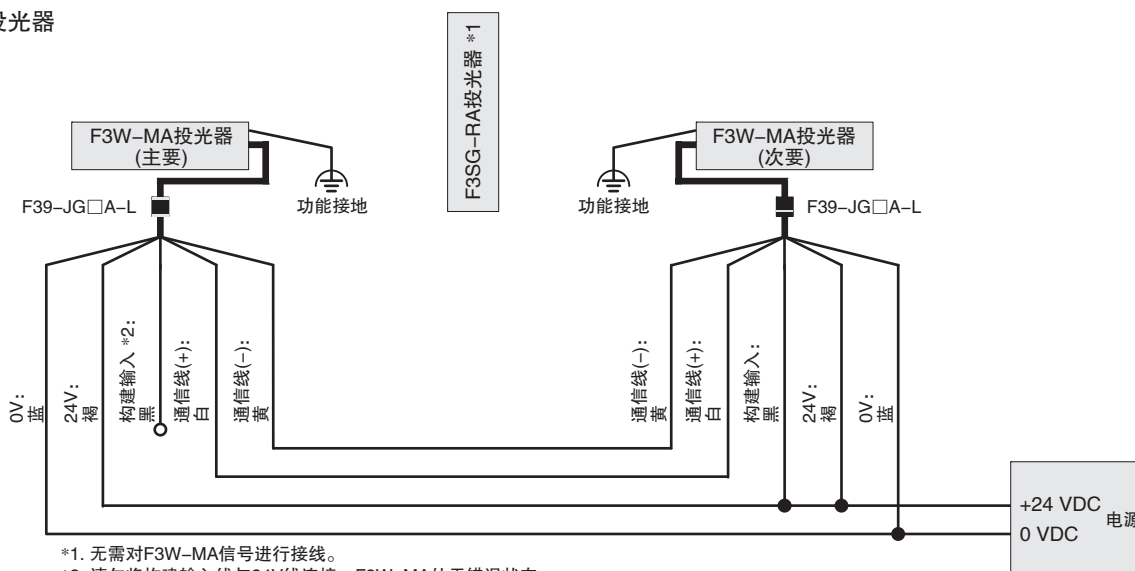 投光器
F3SG-RA投光器 *1
F3W-MA投光器
(主要)
F3W-MA投光器
(次要)
F39-JG□A-L
功能接地
功能接地
F39-JG□A-L
0V:
蓝
24V:
褐
构建输入 *2:
黑
通信线(+):
白
通信线(-):
黄
通信线(-):
黄
通信线(+):
白
构建输入:
黑
24V:
褐
0V:
蓝
+24 VDC
0 VDC
电源
*1. 无需对F3W-MA信号进行接线。